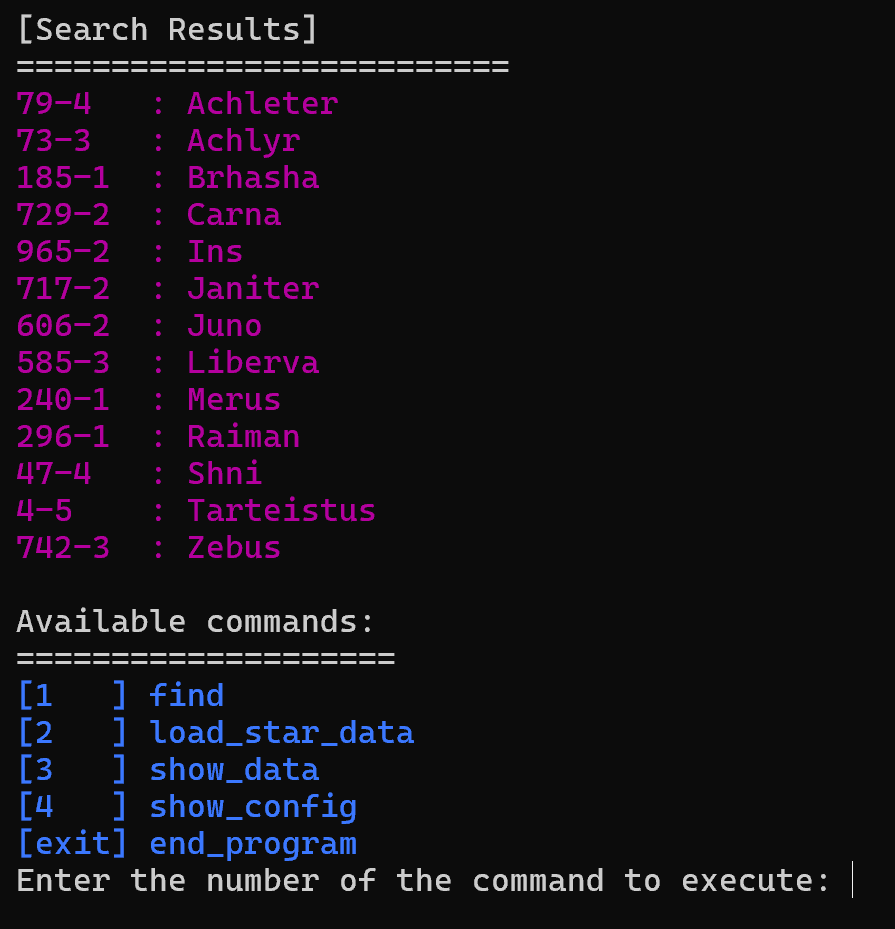 [Search Results]
==========================
79-4   : Achleter
73-3   : Achlyr
185-1  : Brhasha
729-2  : Carna
965-2  : Ins
717-2  : Janiter
606-2  : Juno
585-3  : Liberva
240-1  : Merus
296-1  : Raiman
47-4   : Shni
4-5    : Tarteistus
742-3  : Zebus
Available commands:
====================
[1   ] find
[2   ] load_star_data
[3   ] show_data
[4   ] show_config
[exit] end_program
Enter the number of the command to execute: